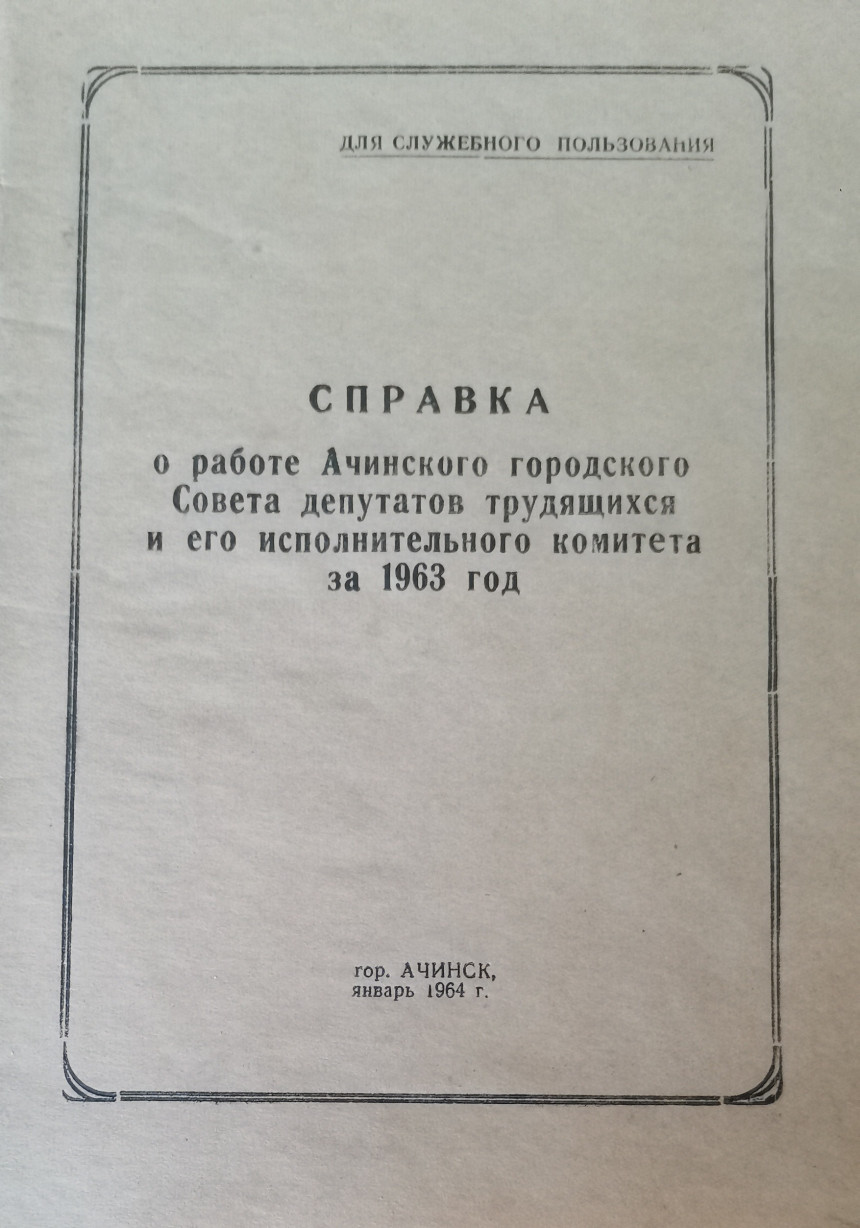 ДЛЯ СЛУЖЕБНОГО ПОЛЬЗОВАНИЯ
СПРАВКА
о работе Ачинского городского
Совета депутатов трудящихся
и его исполнительного комитета
за 1963 год
гор. АЧИНСК,
январь 1964 г.